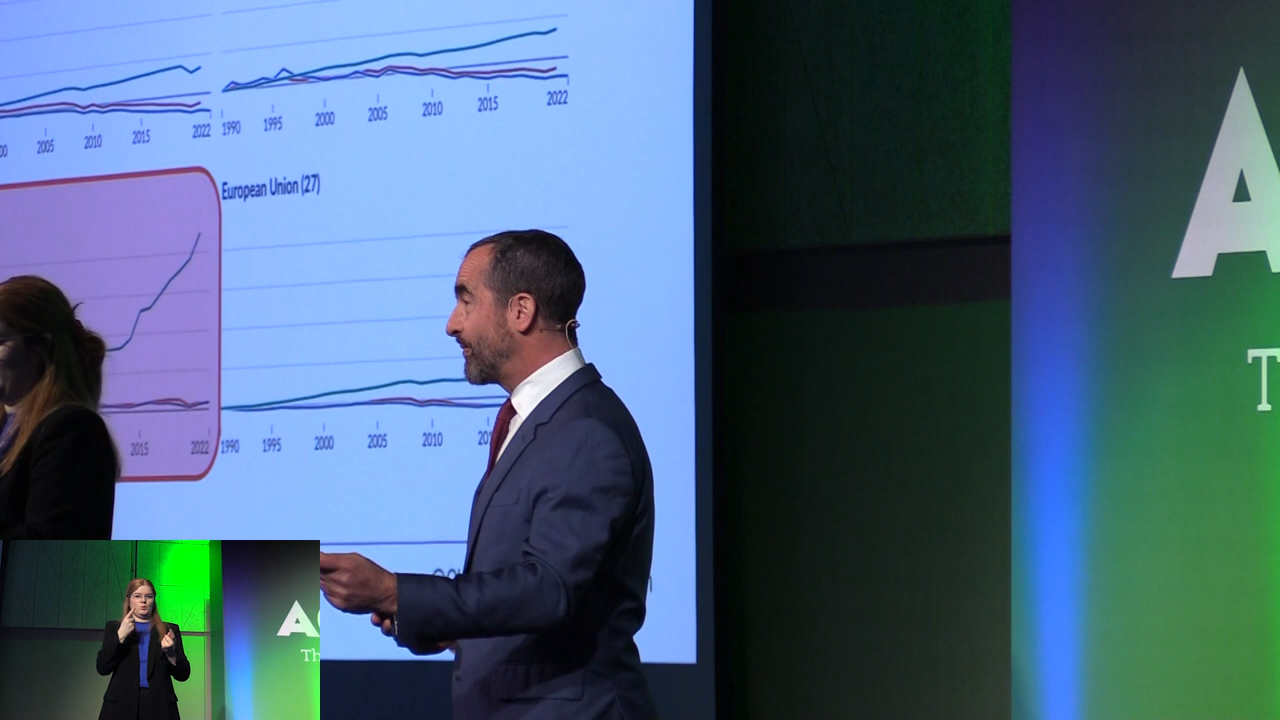 2005 2010 2015 2022
1990 1995 2000 2005 2010 2015 2022
European Union (27)
2015 2022
1990 1995 2000 2005 2010
A
T
A
Th